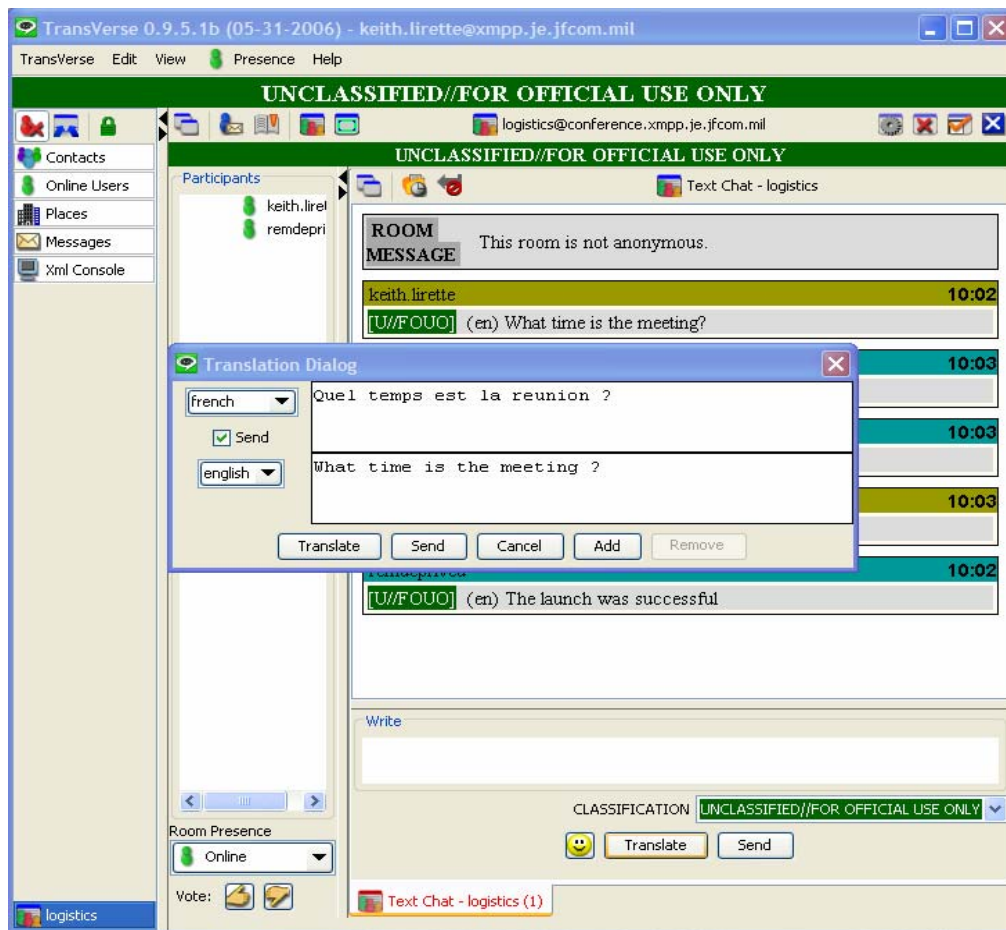 TransVerse 0.9.5.1b (05-31-2006) - keith.lirette@xmpp.je.jfcom.mil
TransVerse Edit View Presence Help
UNCLASSIFIED//FOR OFFICIAL USE ONLY
logistics@conference.xmpp.je.jfcom.mil
UNCLASSIFIED//FOR OFFICIAL USE ONLY
Contacts
Online Users
Places
Messages
Xml Console
Participants
keith.liret
remdepri
Text Chat - logistics
ROOM
MESSAGE
This room is not anonymous.
keith.lirette 10:02
[U//FOUO] (en) What time is the meeting?
10:03
10:03
10:03
Translation Dialog
french
Quel temps est la reunion ?
Send
english
What time is the meeting ?
Translate Send Cancel Add Remove
10:02
[U//FOUO] (en) The launch was successful
Write
CLASSIFICATION UNCLASSIFIED//FOR OFFICIAL USE ONLY
Translate Send
Room Presence
Online
Vote:
Text Chat - logistics (1)
logistics